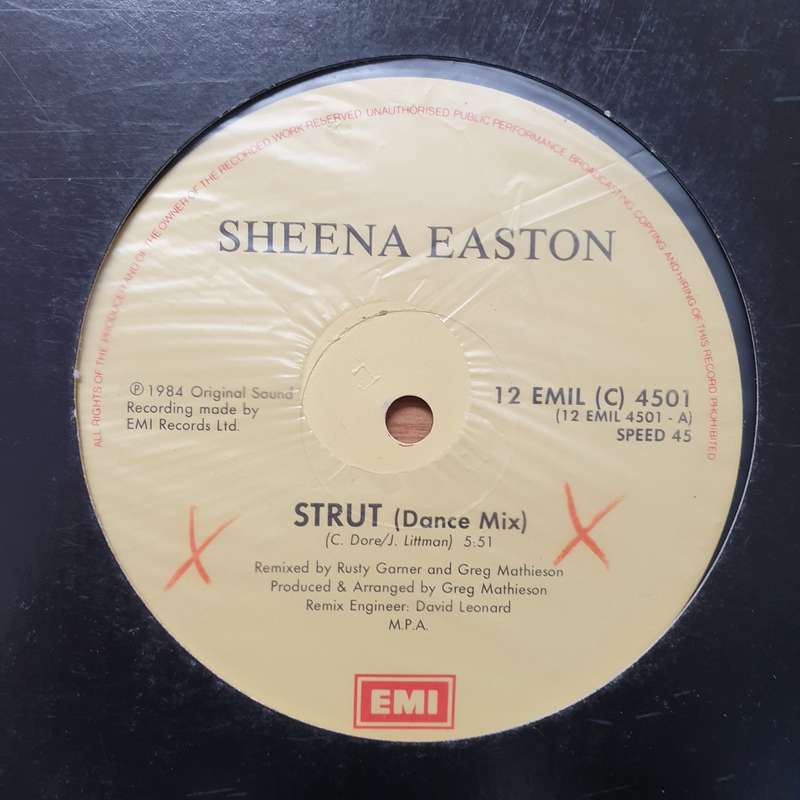 ALL RIGHTS OF THE PRODUCER AND OF THE OWNER OF THE RECORDED WORK RESERVED UNAUTHORISED PUBLIC PERFORMANCE BROADCASTING COPYING AND HIRING OF THIS RECORD PROHIBITED
SHEENA EASTON
℗ 1984 Original Sound
Recording made by
EMI Records Ltd.
12 EMIL (C) 4501
(12 EMIL 4501 - A)
SPEED 45
STRUT (Dance Mix)
(C. Dore/J. Littman) 5:51
Remixed by Rusty Garner and Greg Mathieson
Produced & Arranged by Greg Mathieson
Remix Engineer: David Leonard
M.P.A.
EMI
X X